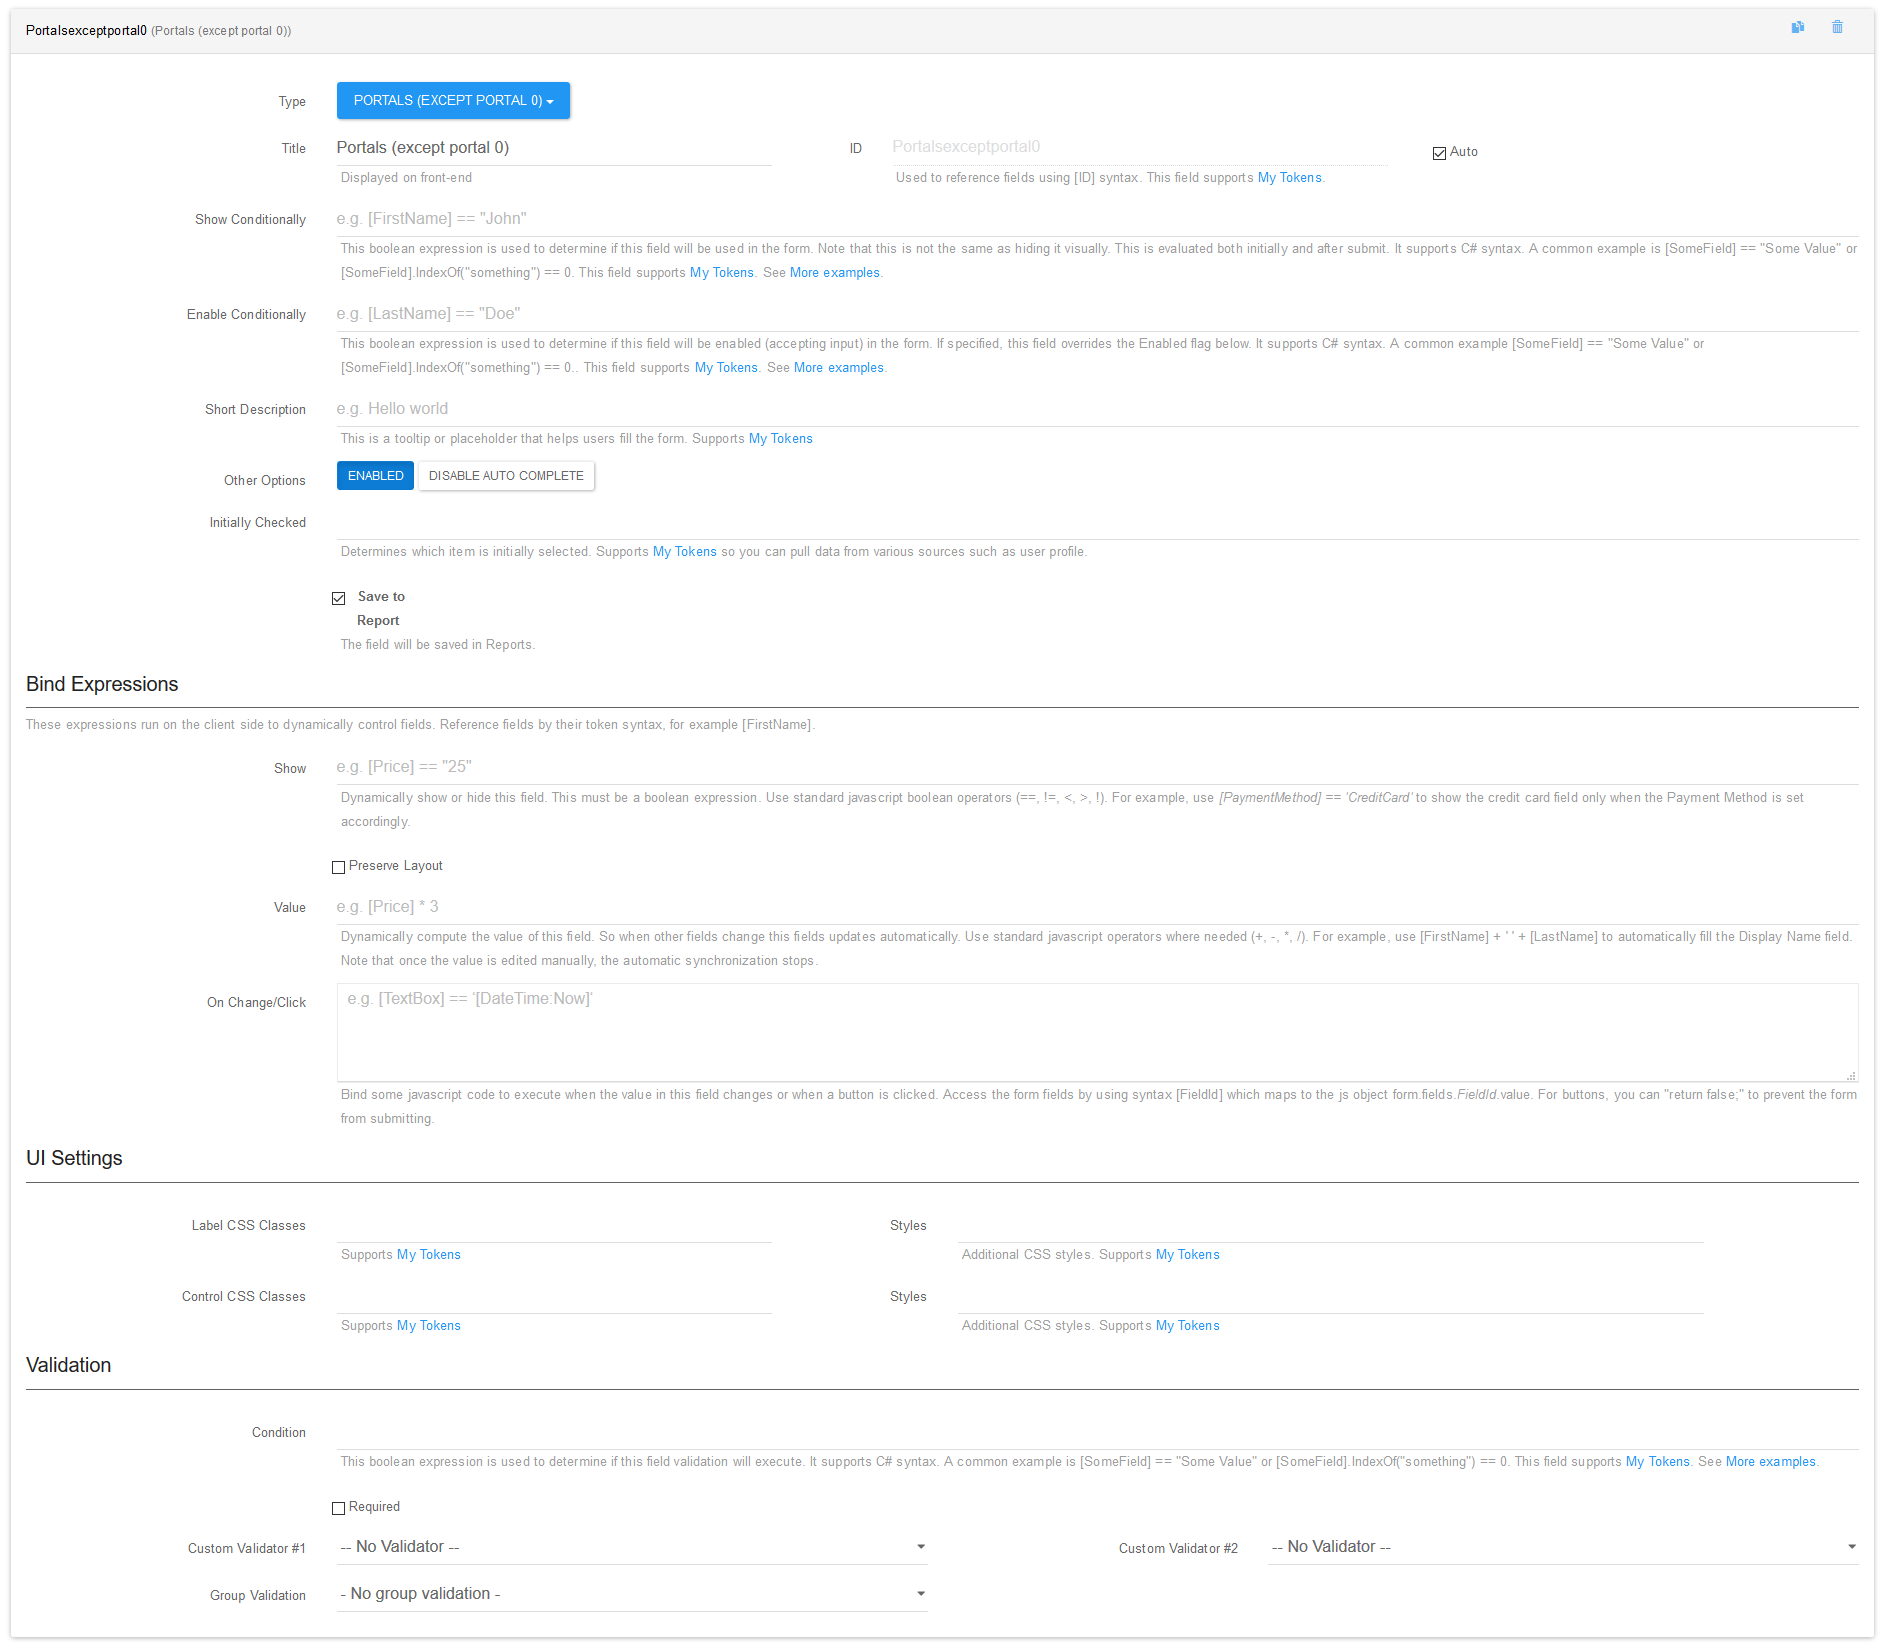 Portalsexceptportal0 (Portals (except portal 0))
Type
PORTALS (EXCEPT PORTAL 0)
Title
Portals (except portal 0)
ID
Portalsexceptportal0
Auto
Displayed on front-end
Used to reference fields using [ID] syntax. This field supports My Tokens.
Show Conditionally
e.g. [FirstName] == "John"
This boolean expression is used to determine if this field will be used in the form. Note that this is not the same as hiding it visually. This is evaluated both initially and after submit. It supports C# syntax. A common example is [SomeField] == "Some Value" or
[SomeField].IndexOf("something") == 0. This field supports My Tokens. See More examples.
Enable Conditionally
e.g. [LastName] == "Doe"
This boolean expression is used to determine if this field will be enabled (accepting input) in the form. If specified, this field overrides the Enabled flag below. It supports C# syntax. A common example [SomeField] == "Some Value" or
[SomeField].IndexOf("something") == 0.. This field supports My Tokens. See More examples.
Short Description
e.g. Hello world
This is a tooltip or placeholder that helps users fill the form. Supports My Tokens
Other Options
ENABLED
DISABLE AUTO COMPLETE
Initially Checked
Determines which item is initially selected. Supports My Tokens so you can pull data from various sources such as user profile.
Save to
Report
The field will be saved in Reports.
Bind Expressions
These expressions run on the client side to dynamically control fields. Reference fields by their token syntax, for example [FirstName].
Show
e.g. [Price] == "25"
Dynamically show or hide this field. This must be a boolean expression. Use standard javascript boolean operators (==, !=, <, >, !). For example, use [PaymentMethod] == 'CreditCard' to show the credit card field only when the Payment Method is set
accordingly.
Preserve Layout
Value
e.g. [Price] * 3
Dynamically compute the value of this field. So when other fields change this fields updates automatically. Use standard javascript operators where needed (+, -, *, /). For example, use [FirstName] + ' ' + [LastName] to automatically fill the Display Name field.
Note that once the value is edited manually, the automatic synchronization stops.
On Change/Click
e.g. [TextBox] == '[DateTime:Now]'
Bind some javascript code to execute when the value in this field changes or when a button is clicked. Access the form fields by using syntax [FieldId] which maps to the js object form.fields.FieldId.value. For buttons, you can "return false;" to prevent the form
from submitting.
UI Settings
Label CSS Classes
Styles
Supports My Tokens
Additional CSS styles. Supports My Tokens
Control CSS Classes
Styles
Supports My Tokens
Additional CSS styles. Supports My Tokens
Validation
Condition
This boolean expression is used to determine if this field validation will execute. It supports C# syntax. A common example is [SomeField] == "Some Value" or [SomeField].IndexOf("something") == 0. This field supports My Tokens. See More examples.
Required
Custom Validator #1
-- No Validator --
Custom Validator #2
-- No Validator --
Group Validation
- No group validation -